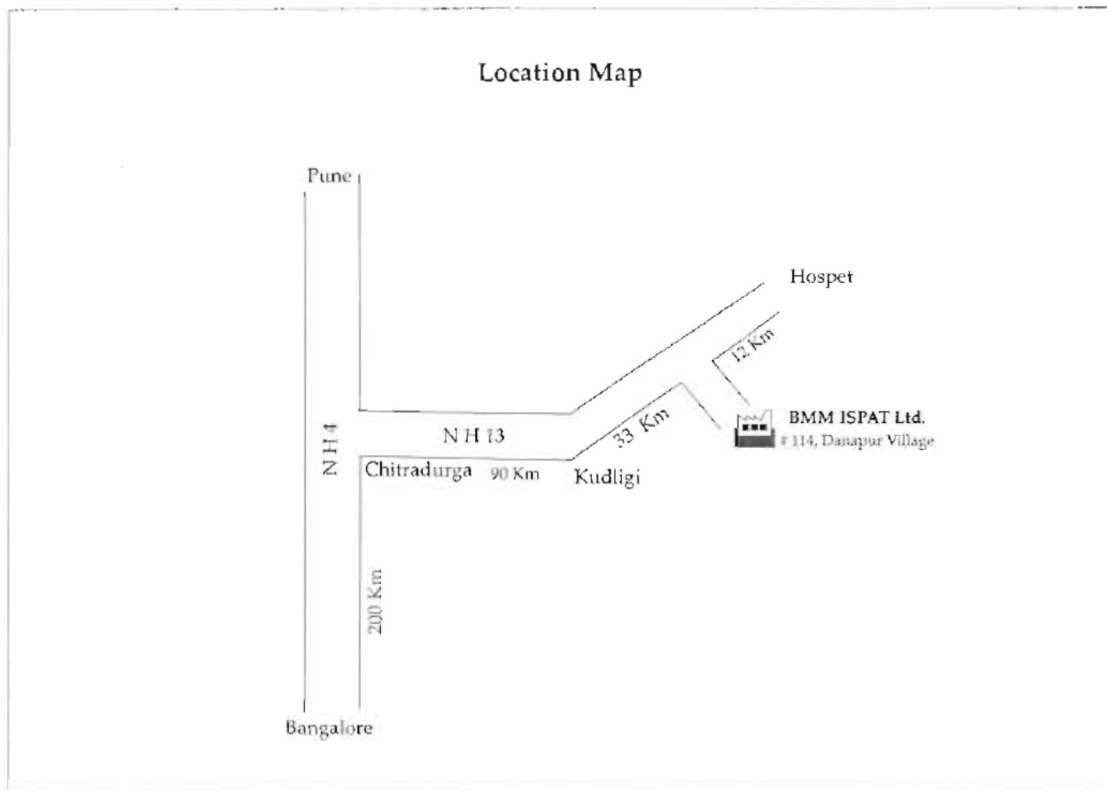 Location Map
Pune
Hospet
12 Km
BMM ISPAT Ltd.
# 114, Danapur Village
33 Km
N H 13
N H 4
Chitradurga
90 Km
Kudligi
200 Km
Bangalore